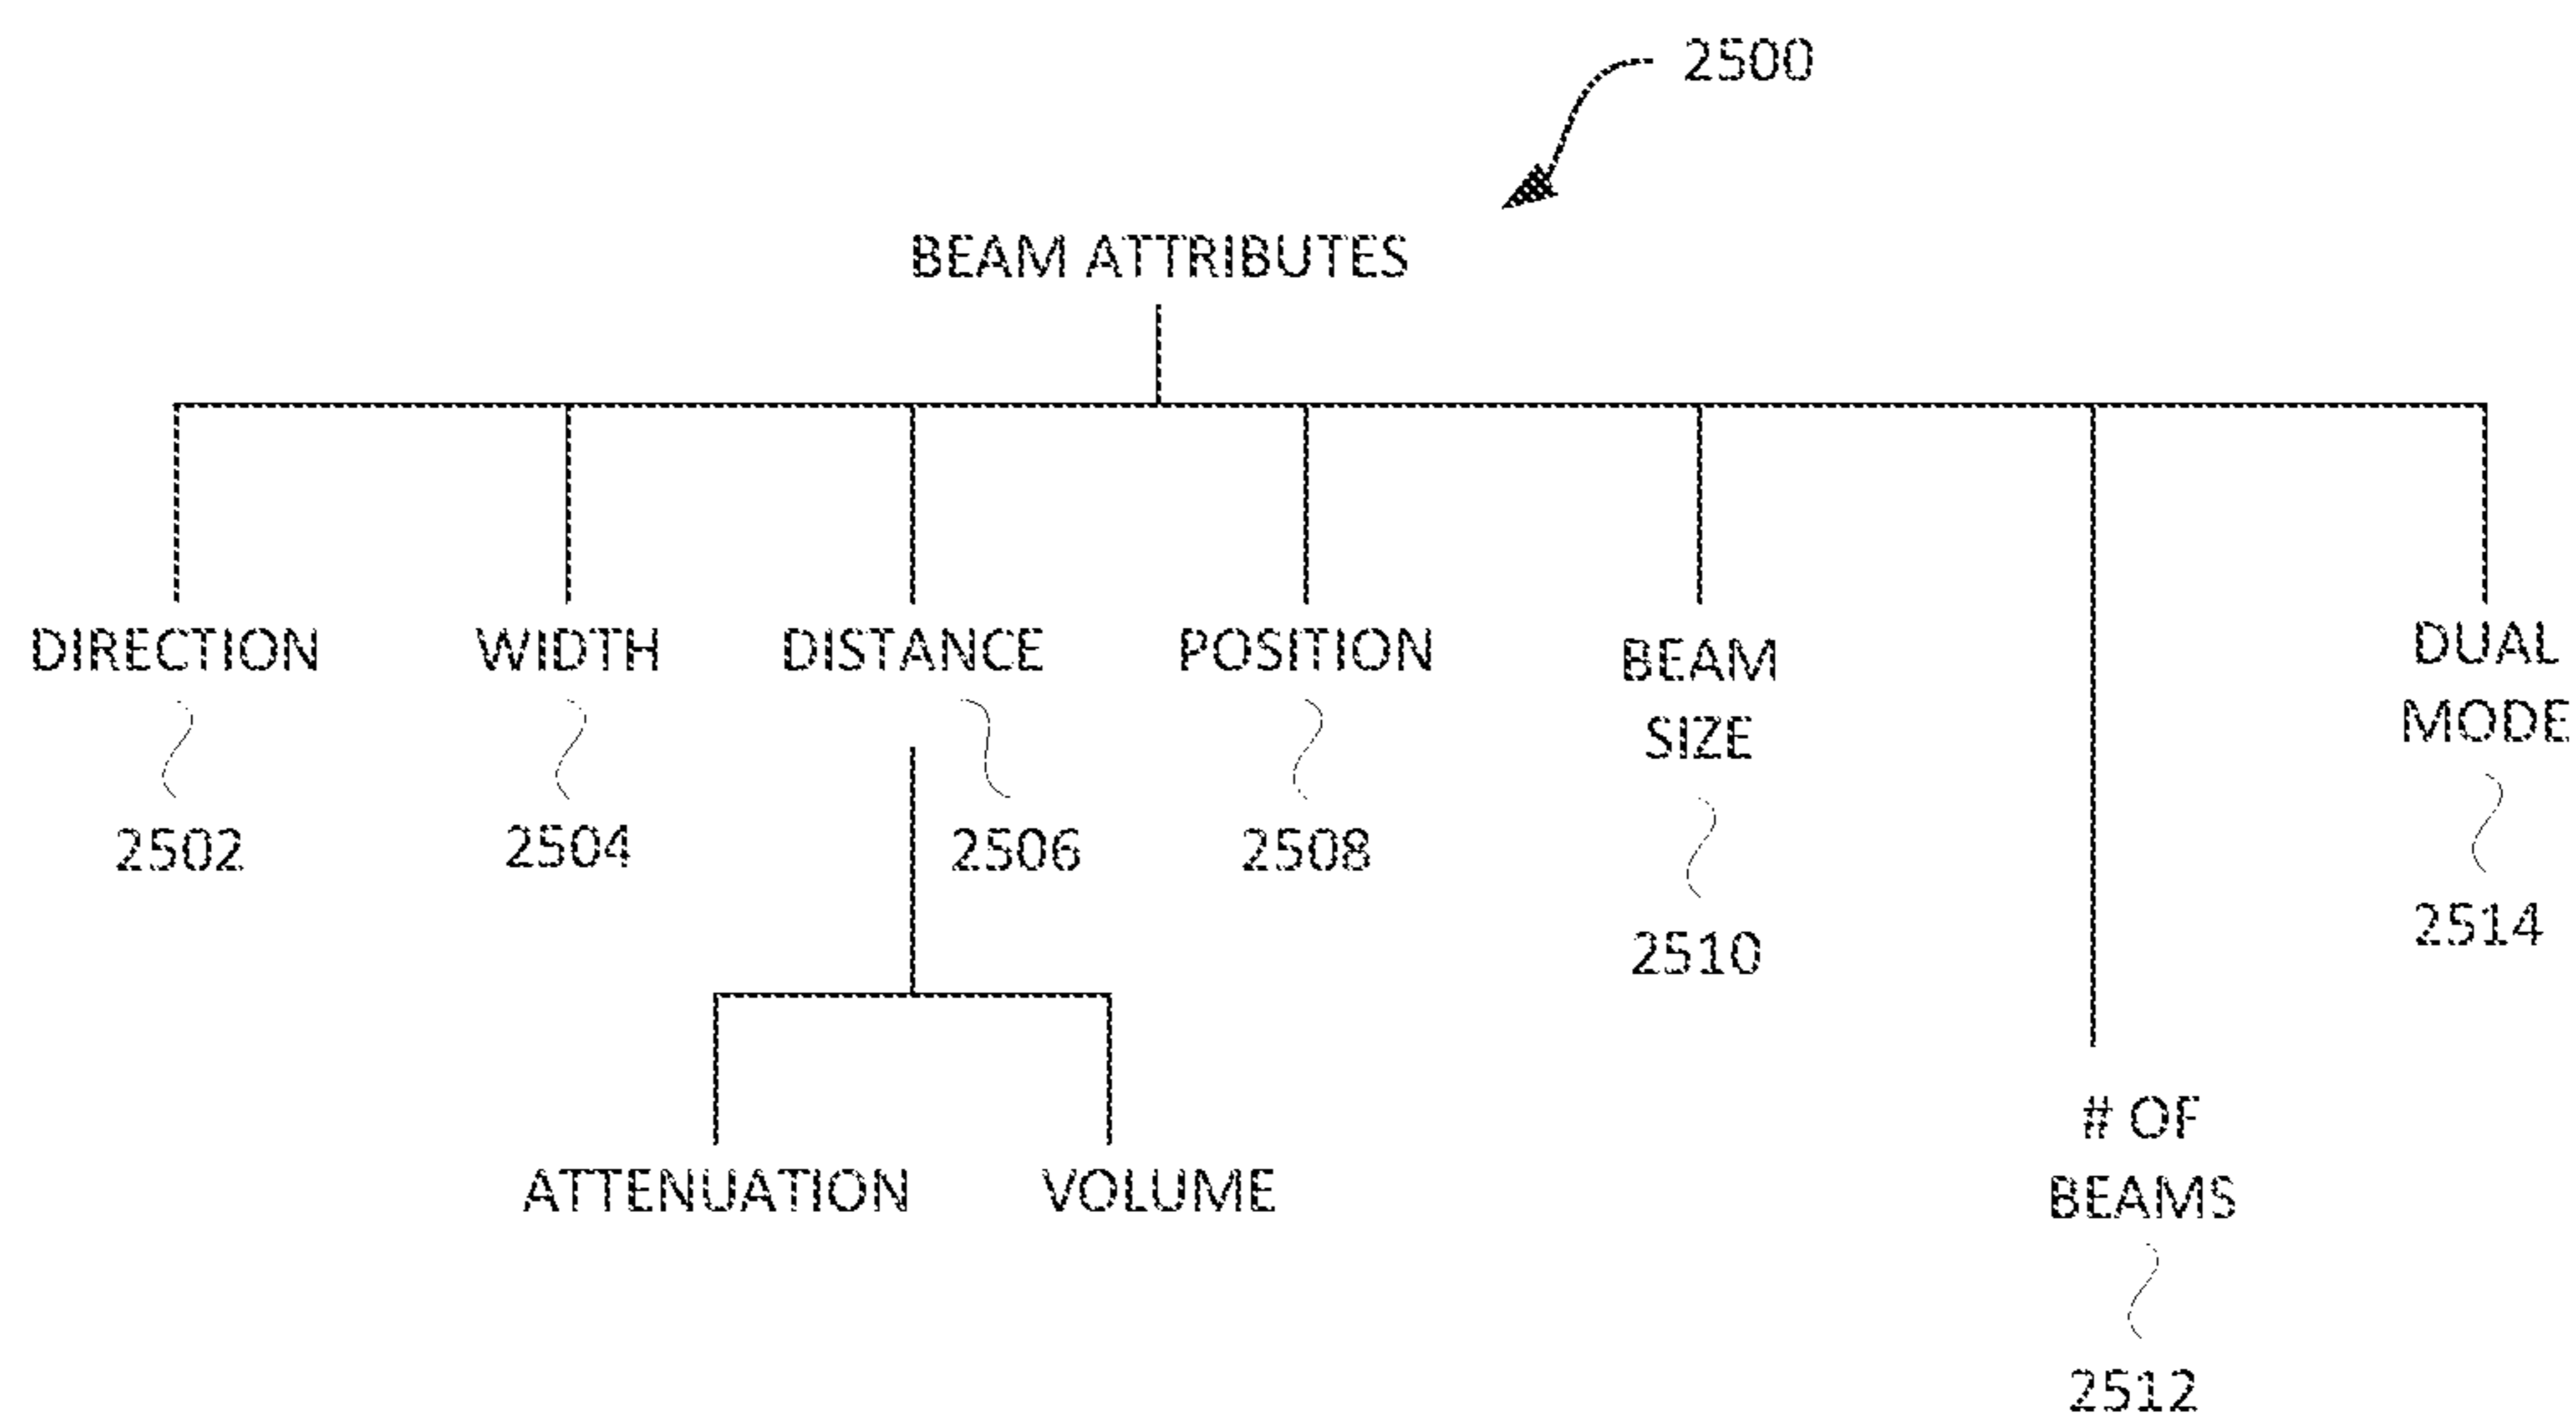 2500
BEAM ATTRIBUTES
DIRECTION
WIDTH
DISTANCE
POSITION
BEAM
SIZE
DUAL
MODE
2502
2504
2506
2508
2510
2514
ATTENUATION
VOLUME
# OF
BEAMS
2512